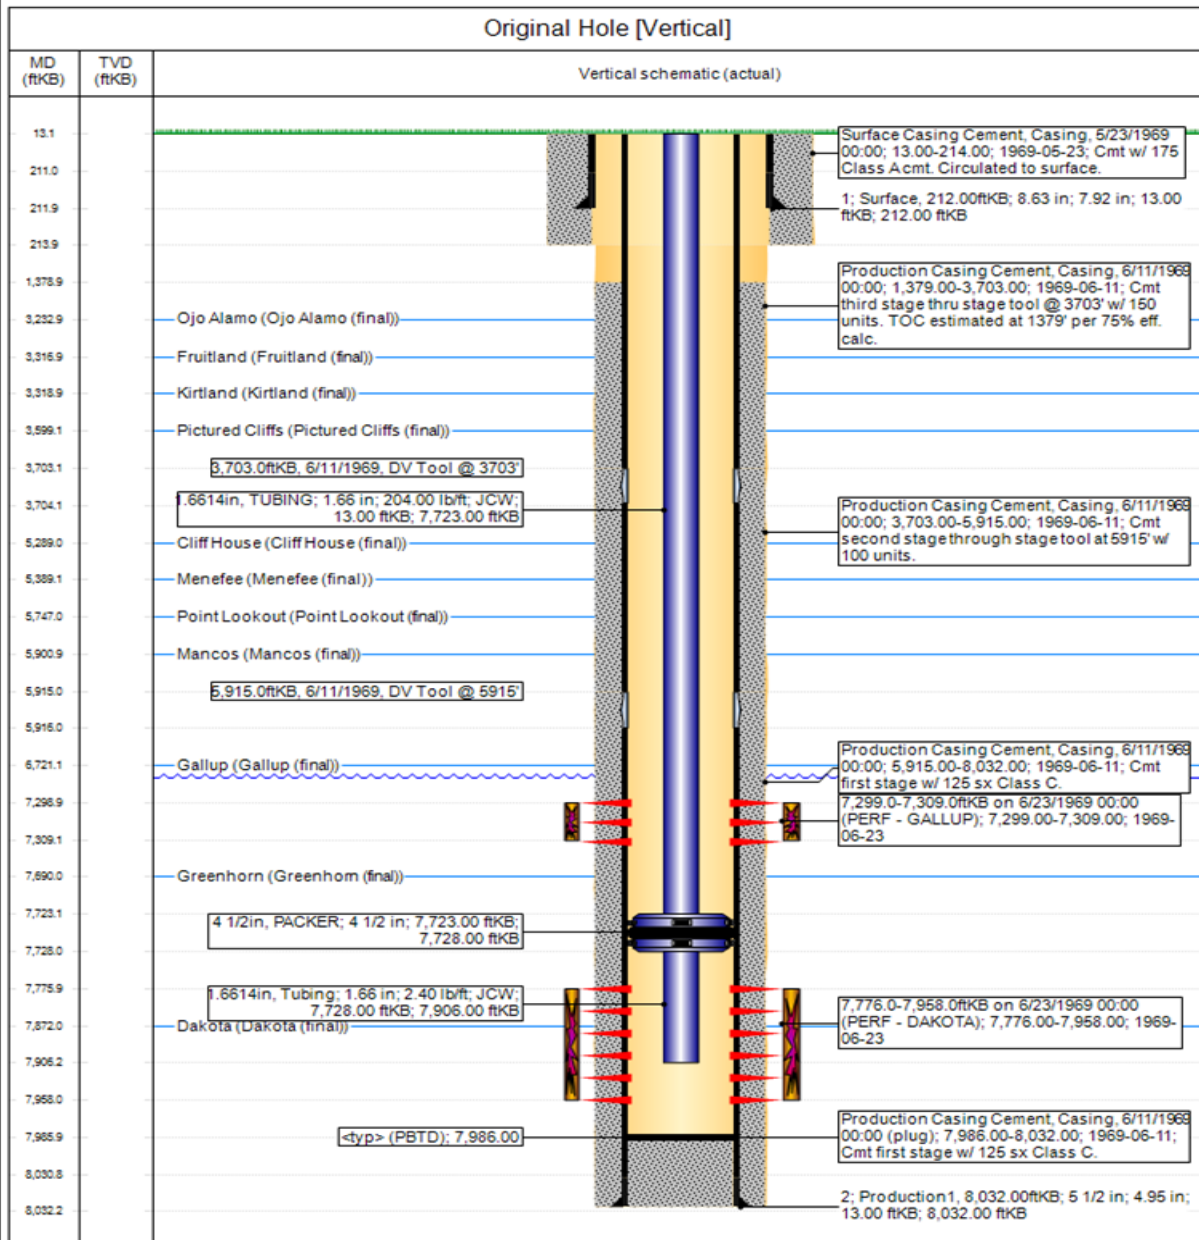 Original Hole [Vertical]
MD
(ftKB)
TVD
(ftKB)
Vertical schematic (actual)
13.1
Surface Casing Cement, Casing, 5/23/1969
00:00; 13.00-214.00; 1969-05-23; Cmt w/ 175
Class A cmt. Circulated to surface.
211.0
1; Surface, 212.00ftKB; 8.63 in; 7.92 in; 13.00
ftKB; 212.00 ftKB
211.9
213.9
Production Casing Cement, Casing, 6/11/1969
00:00; 1,379.00-3,703.00; 1969-06-11; Cmt
third stage thru stage tool @ 3703' w/ 150
units. TOC estimated at 1379' per 75% eff.
calc.
1,378.9
3,232.9
Ojo Alamo (Ojo Alamo (final))
3,316.9
Fruitland (Fruitland (final))
3,318.9
Kirtland (Kirtland (final))
3,599.1
Pictured Cliffs (Pictured Cliffs (final))
3,703.1
3,703.0ftKB, 6/11/1969, DV Tool @ 3703'
1.6614in, TUBING; 1.66 in; 204.00 lb/ft; JCW;
13.00 ftKB; 7,723.00 ftKB
3,704.1
Production Casing Cement, Casing, 6/11/1969
00:00; 3,703.00-5,915.00; 1969-06-11; Cmt
second stage through stage tool at 5915' w/
100 units.
5,289.0
Cliff House (Cliff House (final))
5,389.1
Menefee (Menefee (final))
5,747.0
Point Lookout (Point Lookout (final))
5,900.9
Mancos (Mancos (final))
5,915.0
5,915.0ftKB, 6/11/1969, DV Tool @ 5915'
5,916.0
6,721.1
Gallup (Gallup (final))
Production Casing Cement, Casing, 6/11/1969
00:00; 5,915.00-8,032.00; 1969-06-11; Cmt
first stage w/ 125 sx Class C.
7,298.9
7,299.0-7,309.0ftKB on 6/23/1969 00:00
(PERF - GALLUP); 7,299.00-7,309.00; 1969-
06-23
7,309.1
7,690.0
Greenhorn (Greenhorn (final))
7,723.1
4 1/2in, PACKER; 4 1/2 in; 7,723.00 ftKB;
7,728.00 ftKB
7,728.0
7,775.9
1.6614in, Tubing; 1.66 in; 2.40 lb/ft; JCW;
7,728.00 ftKB; 7,906.00 ftKB
7,776.0-7,958.0ftKB on 6/23/1969 00:00
(PERF - DAKOTA); 7,776.00-7,958.00; 1969-
06-23
7,872.0
Dakota (Dakota (final))
7,906.2
7,958.0
Production Casing Cement, Casing, 6/11/1969
00:00 (plug); 7,986.00-8,032.00; 1969-06-11;
Cmt first stage w/ 125 sx Class C.
7,985.9
<typ> (PBTD); 7,986.00
8,030.8
8,032.2
2; Production1, 8,032.00ftKB; 5 1/2 in; 4.95 in;
13.00 ftKB; 8,032.00 ftKB